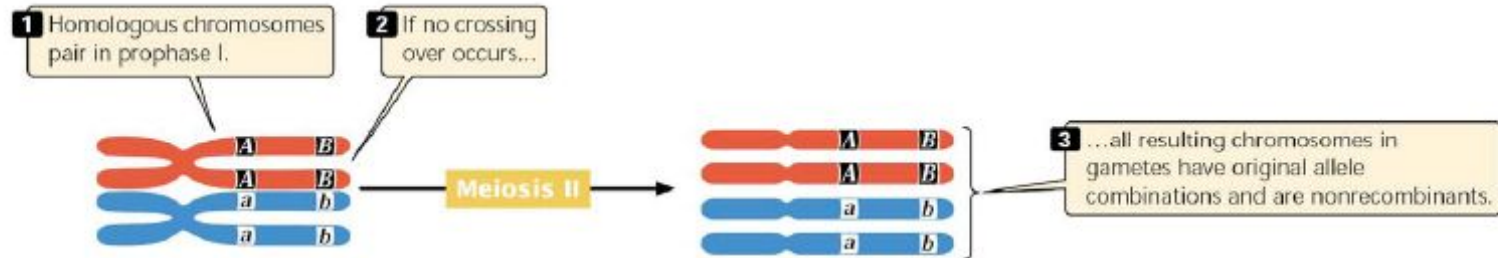 1 Homologous chromosomes
pair in prophase I.
2 If no crossing
over occurs...
A B
A B
a b
a b
Meiosis II
A B
A B
a b
a b
3 ...all resulting chromosomes in
gametes have original allele
combinations and are nonrecombinants.